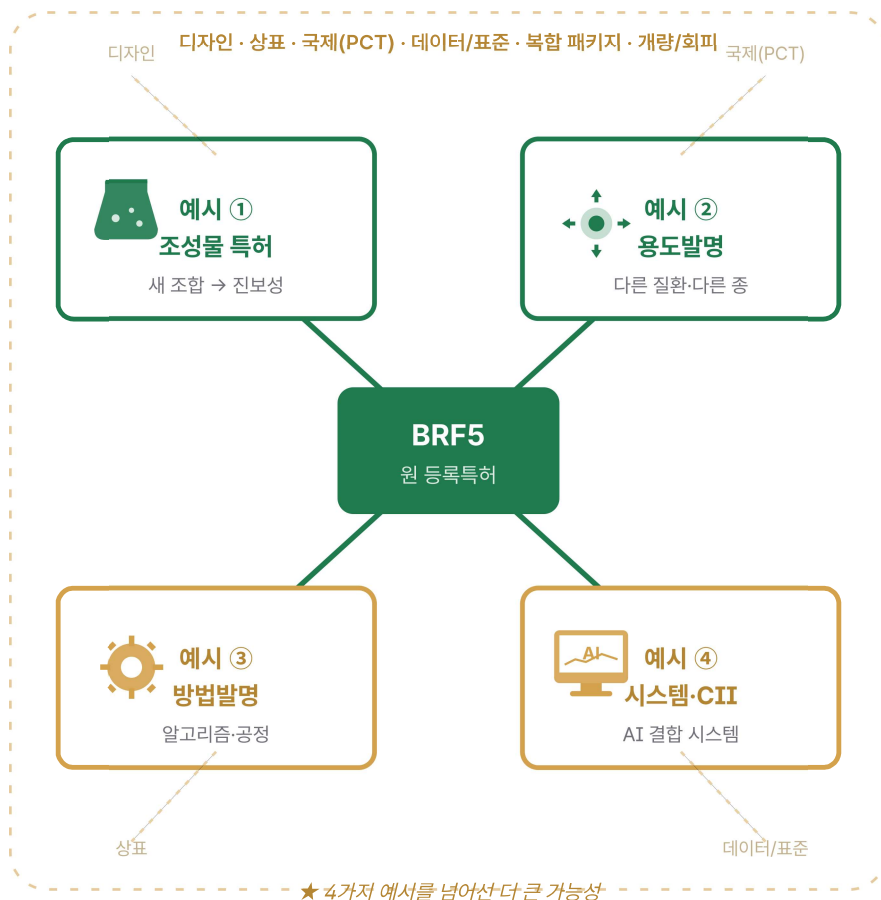 디자인 · 상표 · 국제(PCT) · 데이터/표준 · 복합 패키지 · 개량/회피
디자인
국제(PCT)
예시 ①
조성물 특허
새 조합 → 진보성
예시 ②
용도발명
다른 질환·다른 종
BRF5
원 등록특허
예시 ③
방법발명
알고리즘·공정
AI
예시 ④
시스템·CII
AI 결합 시스템
상표
데이터/표준
★ 4가저 예서를 넘어선 더 큰 가능성